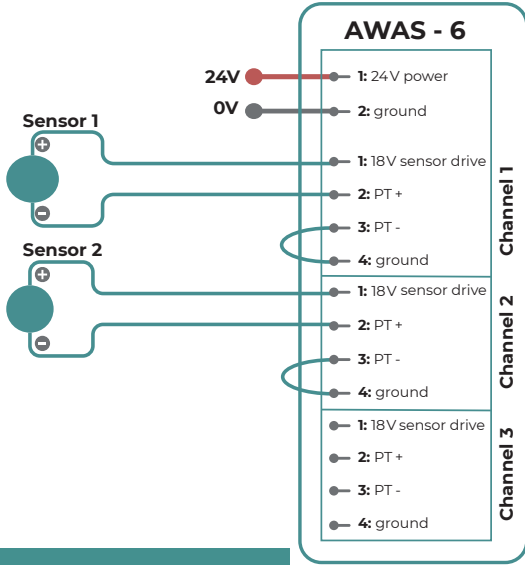 AWAS - 6
24V
1: 24V power
0V
2: ground
Sensor 1
+
-
1: 18V sensor drive
2: PT +
3: PT -
4: ground
Channel 1
Sensor 2
+
-
1: 18V sensor drive
2: PT +
3: PT -
4: ground
Channel 2
1: 18V sensor drive
2: PT +
3: PT -
4: ground
Channel 3